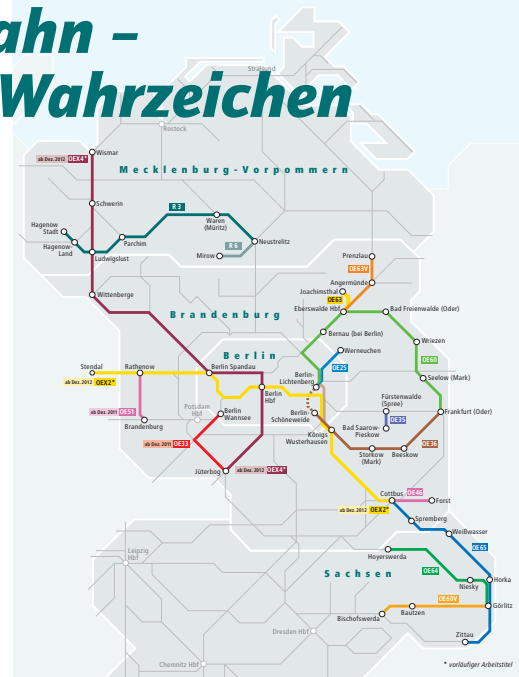 ahn –
Wahrzeichen
Stralsund
Rostock
Wismar
ab Dez. 2012 OEX4*
Mecklenburg-Vorpommern
Schwerin
R 3
Hagenow
Stadt
Waren
(Müritz)
Parchim
Hagenow-
Land
R 6
Neustrelitz
Mirow
Ludwigslust
Prenzlau
OE63V
Angermünde
Joachimsthal
Wittenberge
OE63
Eberswalde Hbf
Bad Freienwalde (Oder)
Brandenburg
Bernau (bei Berlin)
Wriezen
Berlin
Werneuchen
OE60
Stendal
Rathenow
Berlin Spandau
OE25
Berlin-
Lichtenberg
Seelow (Mark)
ab Dez. 2012 OEX2*
Berlin
Hbf
Fürstenwalde
(Spree)
Potsdam
Hbf
Berlin
Wannsee
ab Dez. 2011 OE51
Berlin-
Schöneweide
OE35
Frankfurt (Oder)
Brandenburg
Bad Saarow-
Pieskow
Königs
Wusterhausen
ab Dez. 2011 OE33
OE36
Storkow
(Mark)
Beeskow
Jüterbog
ab Dez. 2012 OEX4*
Cottbus
OE46
Forst
ab Dez. 2012 OEX2*
Spremberg
Weißwasser
Leipzig
Hbf
Hoyerswerda
OE65
Sachsen
OE64
Horka
Niesky
OE60V
Görlitz
Bautzen
Bischofswerda
Dresden Hbf
Zittau
Chemnitz Hbf
* vorläufiger Arbeitstitel